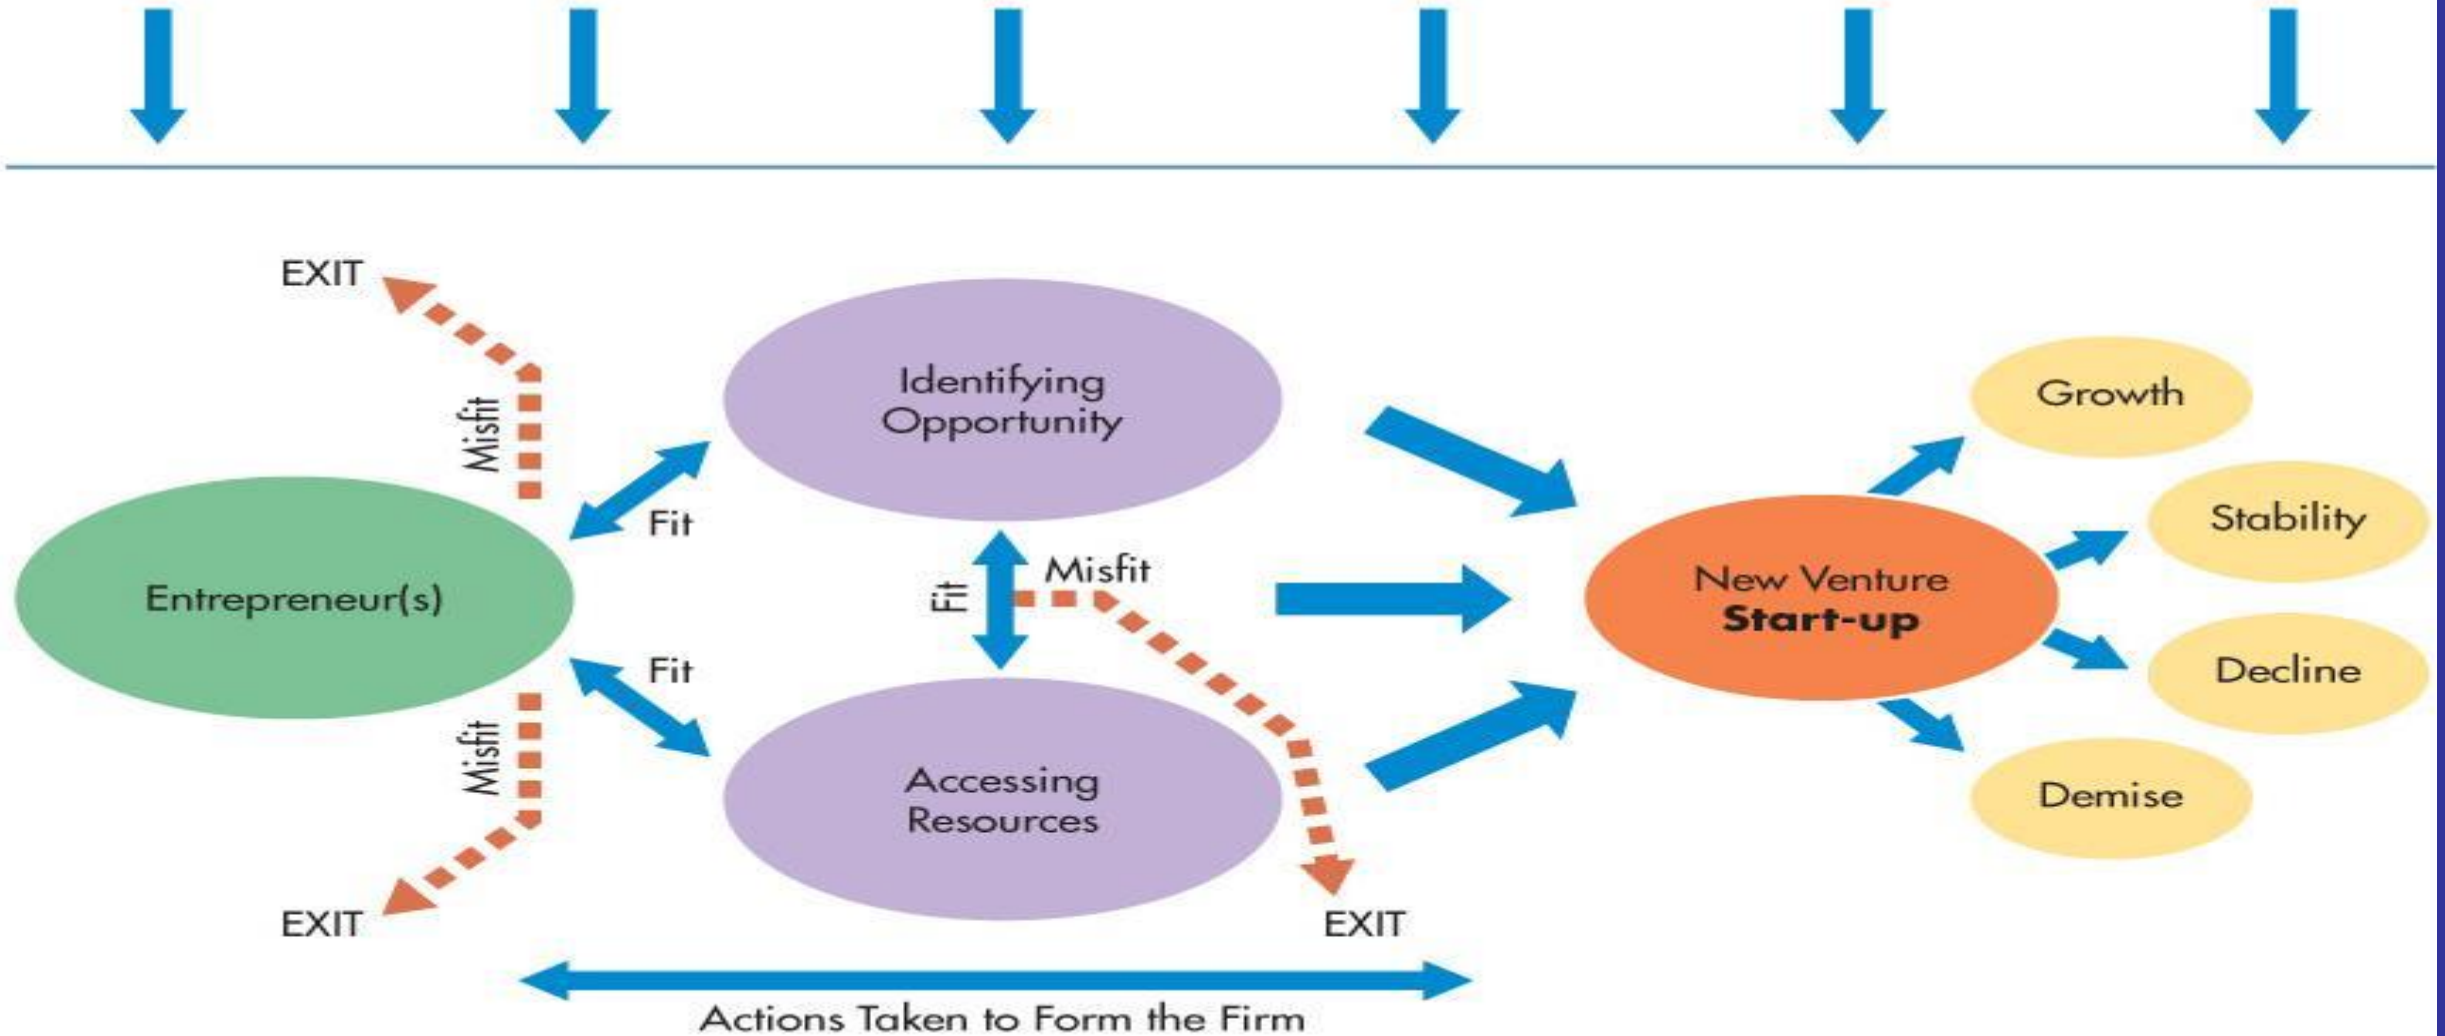 EXIT
Misfit
Identifying
Opportunity
Growth
Fit
Stability
Entrepreneur(s)
Fit
Misfit
New Venture
Start-up
Fit
Decline
Misfit
Accessing
Resources
Demise
EXIT
EXIT
Actions Taken to Form the Firm